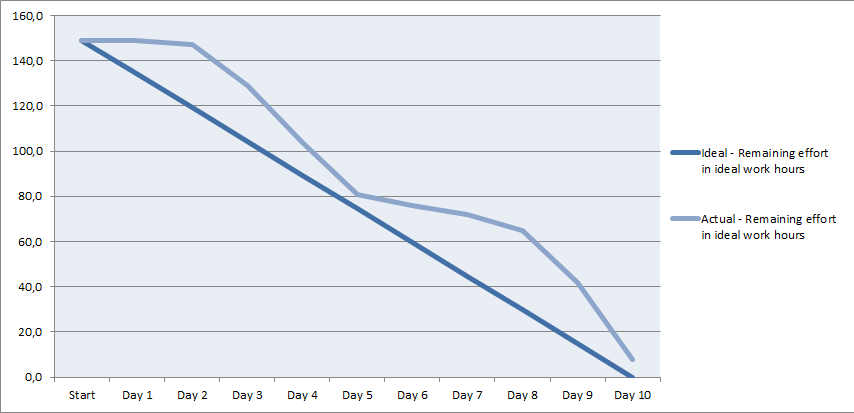 160,0
140,0
120,0
100,0
80,0
60,0
40,0
20,0
0,0
Start Day 1 Day 2 Day 3 Day 4 Day 5 Day 6 Day 7 Day 8 Day 9 Day 10
Ideal - Remaining effort
in ideal work hours
Actual - Remaining effort
in ideal work hours